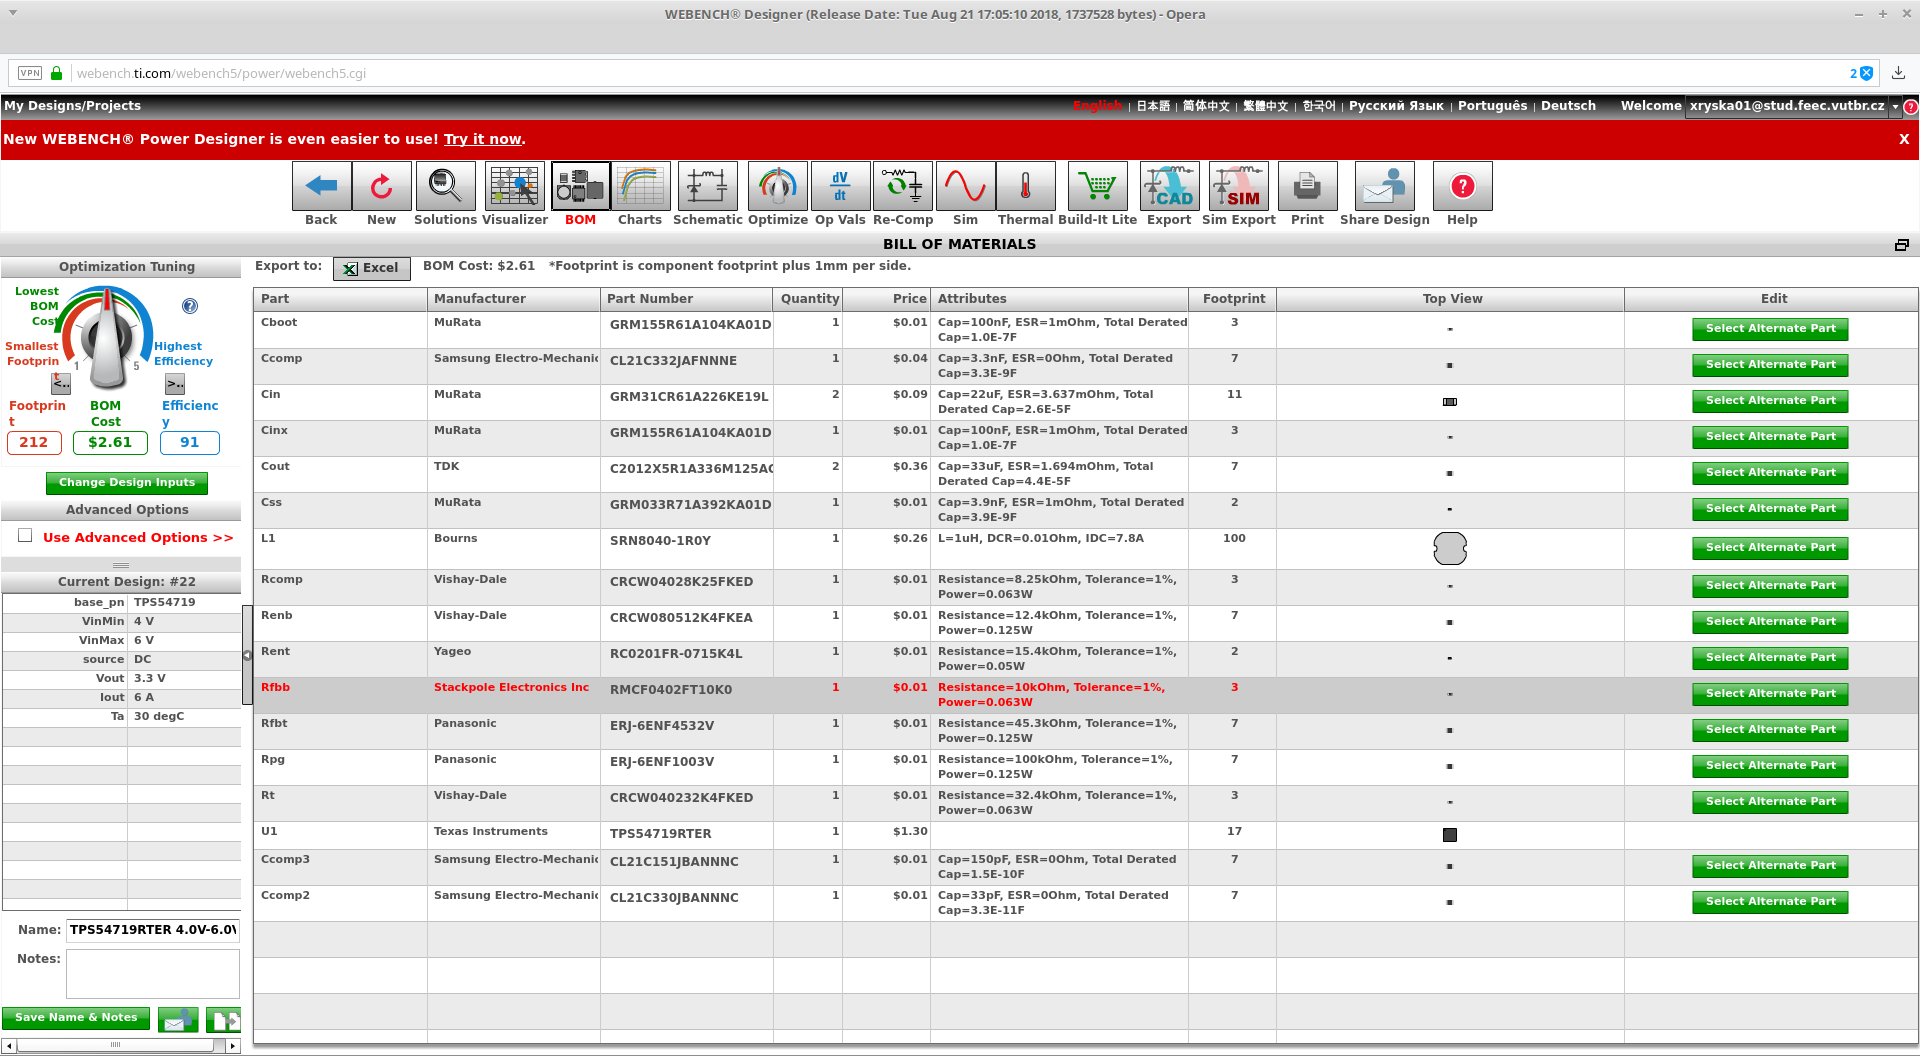 WEBENCH® Designer (Release Date: Tue Aug 21 17:05:10 2018, 1737528 bytes) - Opera
VPN webench.ti.com/webench5/power/webench5.cgi 2
My Designs/Projects English | 日本語 | 简体中文 | 繁體中文 | 한국어 | Русский Язык | Português | Deutsch Welcome xryska01@stud.feec.vutbr.cz ?
New WEBENCH® Power Designer is even easier to use! Try it now. X
Back New Solutions Visualizer BOM Charts Schematic Optimize Op Vals Re-Comp Sim Thermal Build-It Lite Export Sim Export Print Share Design Help
BILL OF MATERIALS
Optimization Tuning
Lowest BOM Cost
Smallest Footprint
Highest Efficiency
1 5
<.. >..
Footprint BOM Cost Efficiency
212 $2.61 91
Change Design Inputs
Advanced Options
Use Advanced Options >>
Current Design: #22
base_pn TPS54719
VinMin 4 V
VinMax 6 V
source DC
Vout 3.3 V
Iout 6 A
Ta 30 degC
Name: TPS54719RTER 4.0V-6.0V
Notes:
Save Name & Notes
Export to: Excel BOM Cost: $2.61 *Footprint is component footprint plus 1mm per side.
Part Manufacturer Part Number Quantity Price Attributes Footprint Top View Edit
Cboot MuRata GRM155R61A104KA01D 1 $0.01 Cap=100nF, ESR=1mOhm, Total Derated Cap=1.0E-7F 3 Select Alternate Part
Ccomp Samsung Electro-Mechanic CL21C332JAFNNNE 1 $0.04 Cap=3.3nF, ESR=0Ohm, Total Derated Cap=3.3E-9F 7 Select Alternate Part
Cin MuRata GRM31CR61A226KE19L 2 $0.09 Cap=22uF, ESR=3.637mOhm, Total Derated Cap=2.6E-5F 11 Select Alternate Part
Cinx MuRata GRM155R61A104KA01D 1 $0.01 Cap=100nF, ESR=1mOhm, Total Derated Cap=1.0E-7F 3 Select Alternate Part
Cout TDK C2012X5R1A336M125AC 2 $0.36 Cap=33uF, ESR=1.694mOhm, Total Derated Cap=4.4E-5F 7 Select Alternate Part
Css MuRata GRM033R71A392KA01D 1 $0.01 Cap=3.9nF, ESR=1mOhm, Total Derated Cap=3.9E-9F 2 Select Alternate Part
L1 Bourns SRN8040-1R0Y 1 $0.26 L=1uH, DCR=0.01Ohm, IDC=7.8A 100 Select Alternate Part
Rcomp Vishay-Dale CRCW04028K25FKED 1 $0.01 Resistance=8.25kOhm, Tolerance=1%, Power=0.063W 3 Select Alternate Part
Renb Vishay-Dale CRCW080512K4FKEA 1 $0.01 Resistance=12.4kOhm, Tolerance=1%, Power=0.125W 7 Select Alternate Part
Rent Yageo RC0201FR-0715K4L 1 $0.01 Resistance=15.4kOhm, Tolerance=1%, Power=0.05W 2 Select Alternate Part
Rfbb Stackpole Electronics Inc RMCF0402FT10K0 1 $0.01 Resistance=10kOhm, Tolerance=1%, Power=0.063W 3 Select Alternate Part
Rfbt Panasonic ERJ-6ENF4532V 1 $0.01 Resistance=45.3kOhm, Tolerance=1%, Power=0.125W 7 Select Alternate Part
Rpg Panasonic ERJ-6ENF1003V 1 $0.01 Resistance=100kOhm, Tolerance=1%, Power=0.125W 7 Select Alternate Part
Rt Vishay-Dale CRCW040232K4FKED 1 $0.01 Resistance=32.4kOhm, Tolerance=1%, Power=0.063W 3 Select Alternate Part
U1 Texas Instruments TPS54719RTER 1 $1.30 17
Ccomp3 Samsung Electro-Mechanic CL21C151JBANNNC 1 $0.01 Cap=150pF, ESR=0Ohm, Total Derated Cap=1.5E-10F 7 Select Alternate Part
Ccomp2 Samsung Electro-Mechanic CL21C330JBANNNC 1 $0.01 Cap=33pF, ESR=0Ohm, Total Derated Cap=3.3E-11F 7 Select Alternate Part